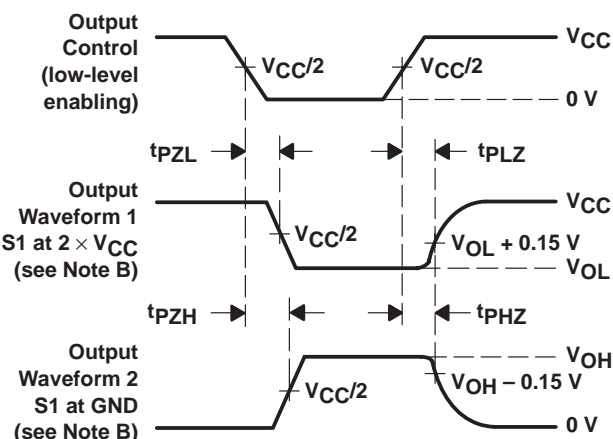 Output
Control
(low-level
enabling)
VCC
VCC/2
VCC/2
0 V
tPZL
tPLZ
Output
Waveform 1
S1 at 2 × VCC
(see Note B)
VCC
VCC/2
VOL + 0.15 V
VOL
tPZH
tPHZ
Output
Waveform 2
S1 at GND
(see Note B)
VOH
VCC/2
VOH − 0.15 V
0 V